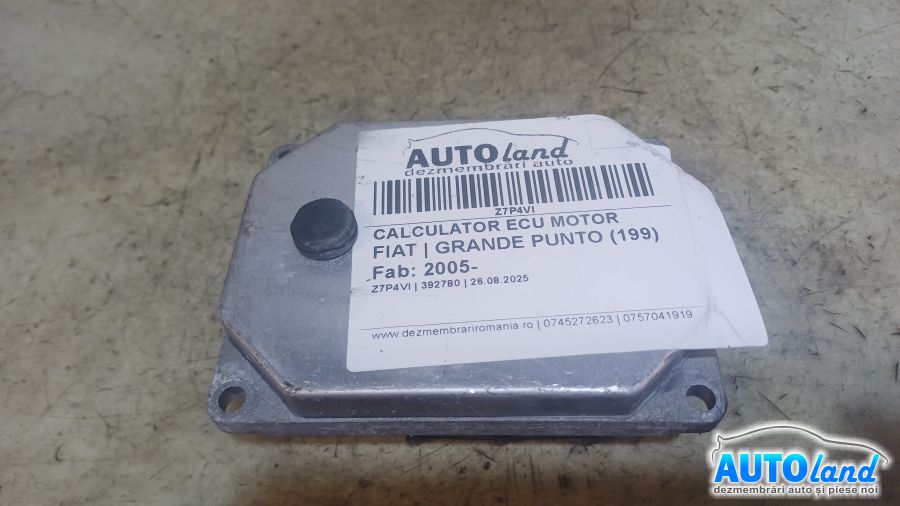 AUTOland
dezmembrări auto
Z7P4VI
CALCULATOR ECU MOTOR
FIAT | GRANDE PUNTO (199)
Fab: 2005-
Z7P4VI | 392780 | 26.08.2025
www.dezmembrariromania.ro | 0745272623 | 0757041919
AUTOland
dezmembrări auto și piese noi